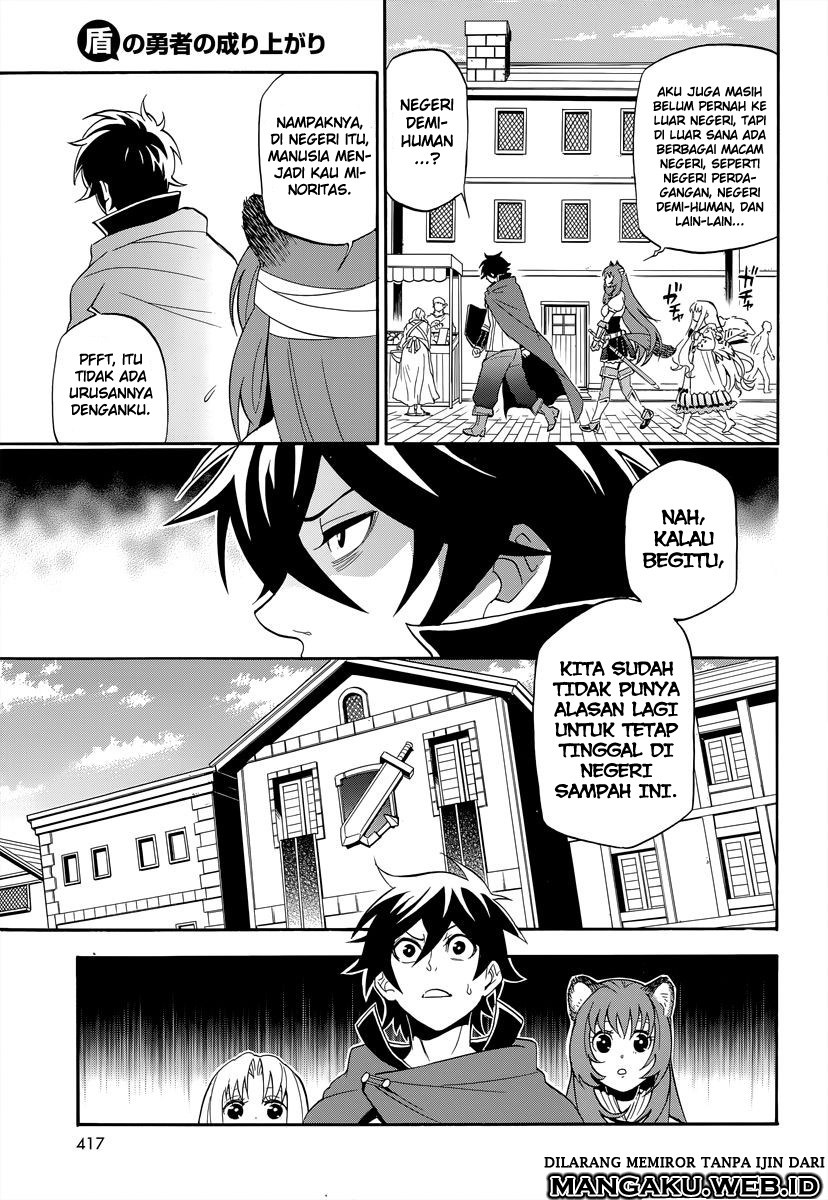 盾の勇者の成り上がり
AKU JUGA MASIH
BELUM PERNAH KE
LUAR NEGERI, TAPI
DI LUAR SANA ADA
BERBAGAI MACAM
NEGERI, SEPERTI
NEGERI PERDA-
GANGAN, NEGERI
DEMI-HUMAN, DAN
LAIN-LAIN...
NEGERI
DEMI-
HUMAN
...?
ガチャ
ガチャ
NAMPAKNYA,
DI NEGERI ITU,
MANUSIA MEN-
JADI KAU MI-
NORITAS.
PFFT, ITU
TIDAK ADA
URUSANNYA
DENGANKU.
NAH,
KALAU
BEGITU,
KITA SUDAH
TIDAK PUNYA
ALASAN LAGI
UNTUK TETAP
TINGGAL DI
NEGERI
SAMPAH INI.
417
DILARANG MEMIROR TANPA IJIN DARI
MANGAKU.WEB.ID